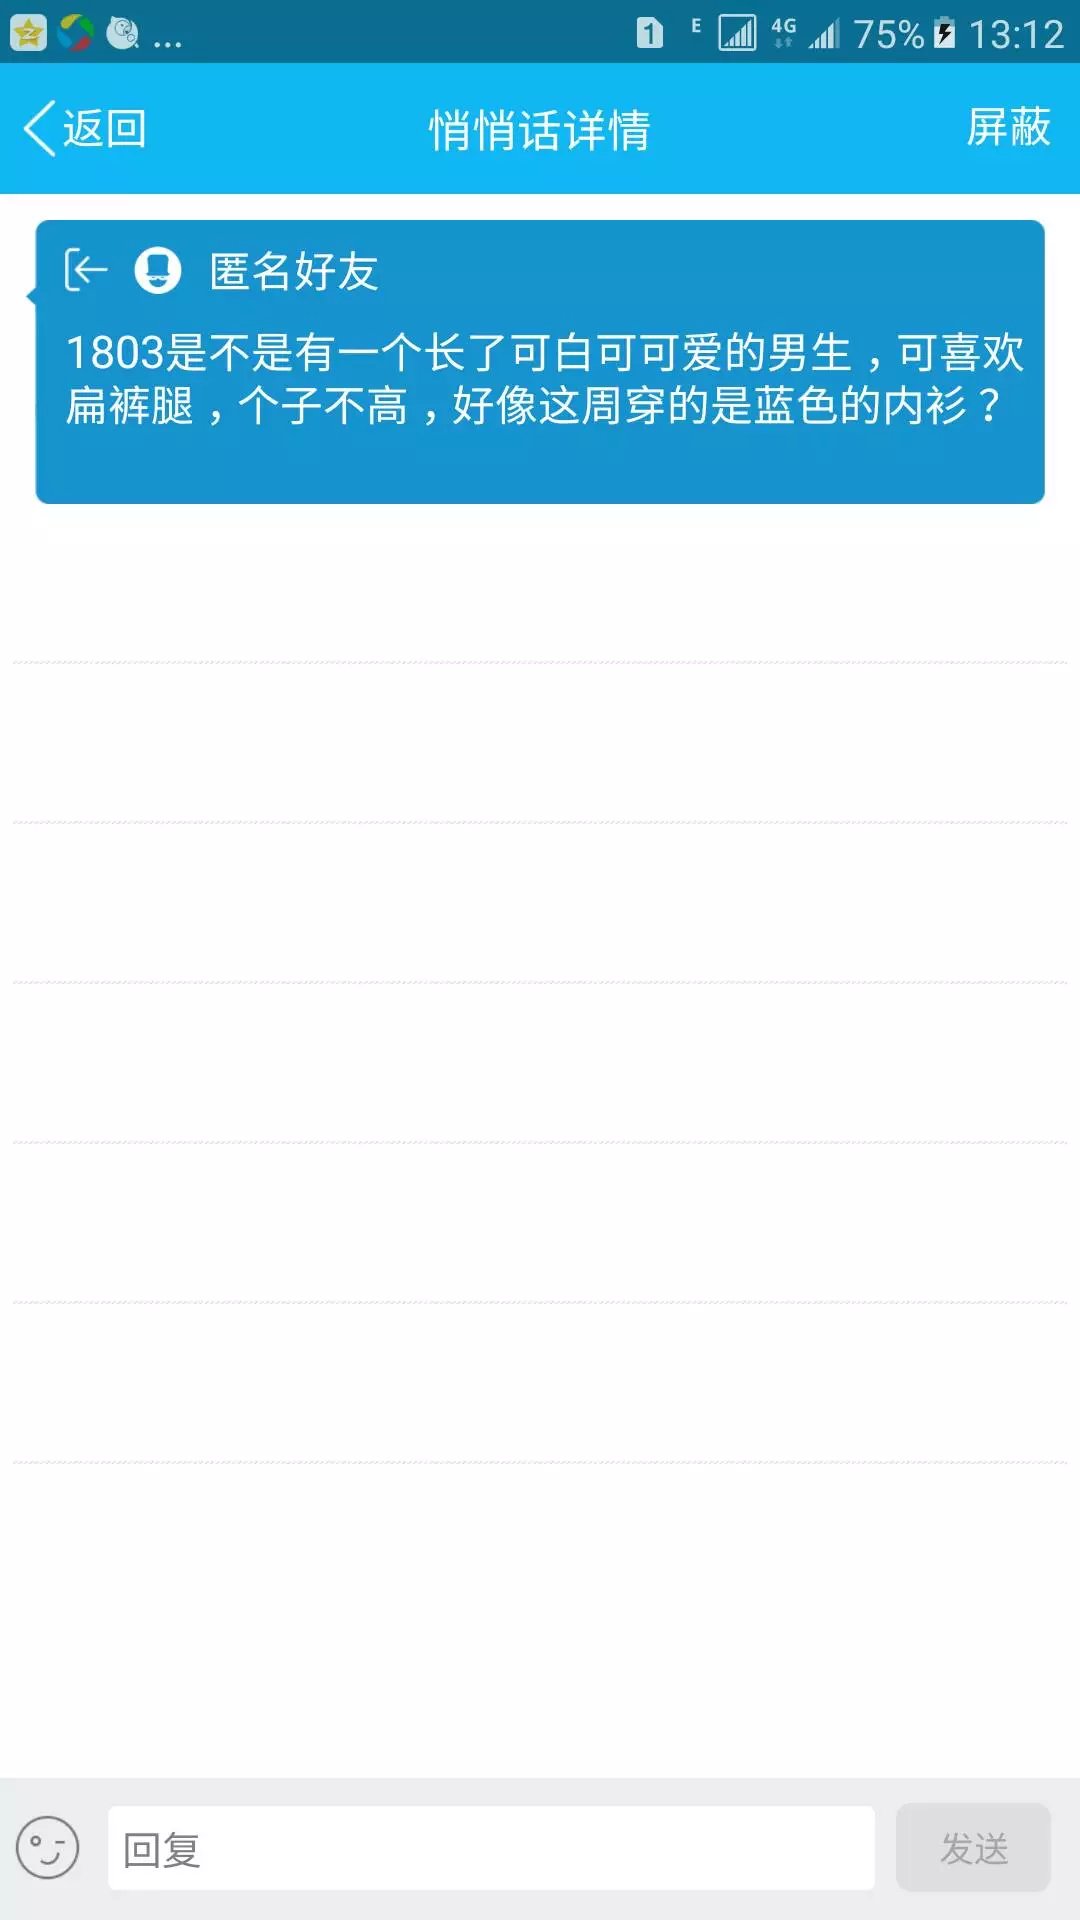 ...
1 E 4G 75% 13:12
返回 悄悄话详情 屏蔽
匿名好友
1803是不是有一个长了可白可可爱的男生，可喜欢
扁裤腿，个子不高，好像这周穿的是蓝色的内衫？
回复 发送